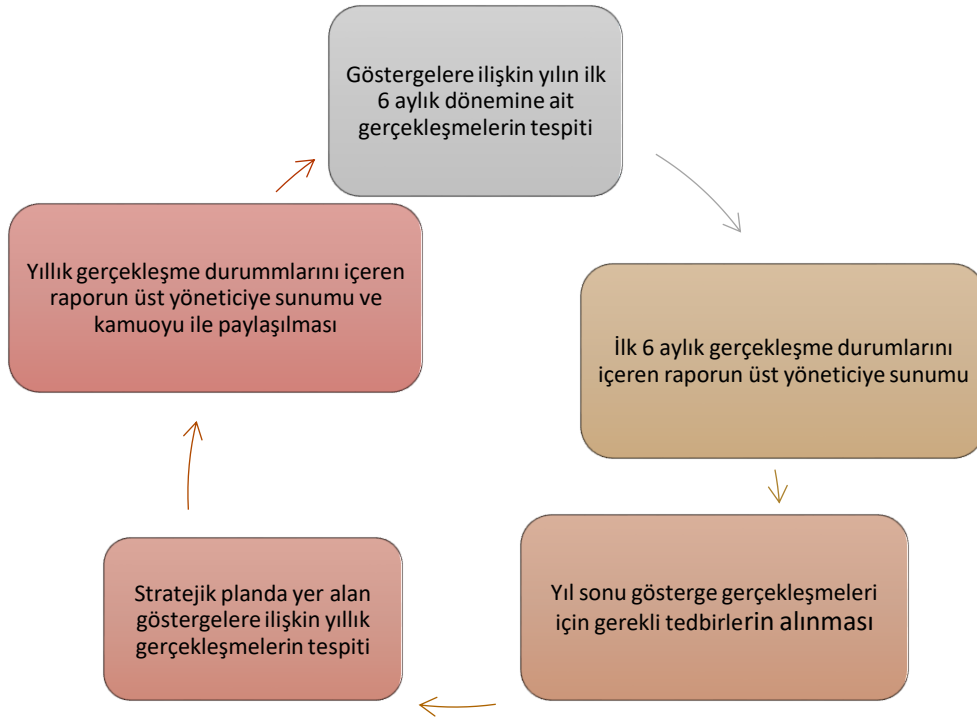 Göstergelere ilişkin yılın ilk
6 aylık dönemine ait
gerçekleşmelerin tespiti
İlk 6 aylık gerçekleşme durumlarını
içeren raporun üst yöneticiye sunumu
Yıl sonu gösterge gerçekleşmeleri
için gerekli tedbirlerin alınması
Stratejik planda yer alan
göstergelere ilişkin yıllık
gerçekleşmelerin tespiti
Yıllık gerçekleşme durummlarını içeren
raporun üst yöneticiye sunumu ve
kamuoyu ile paylaşılması